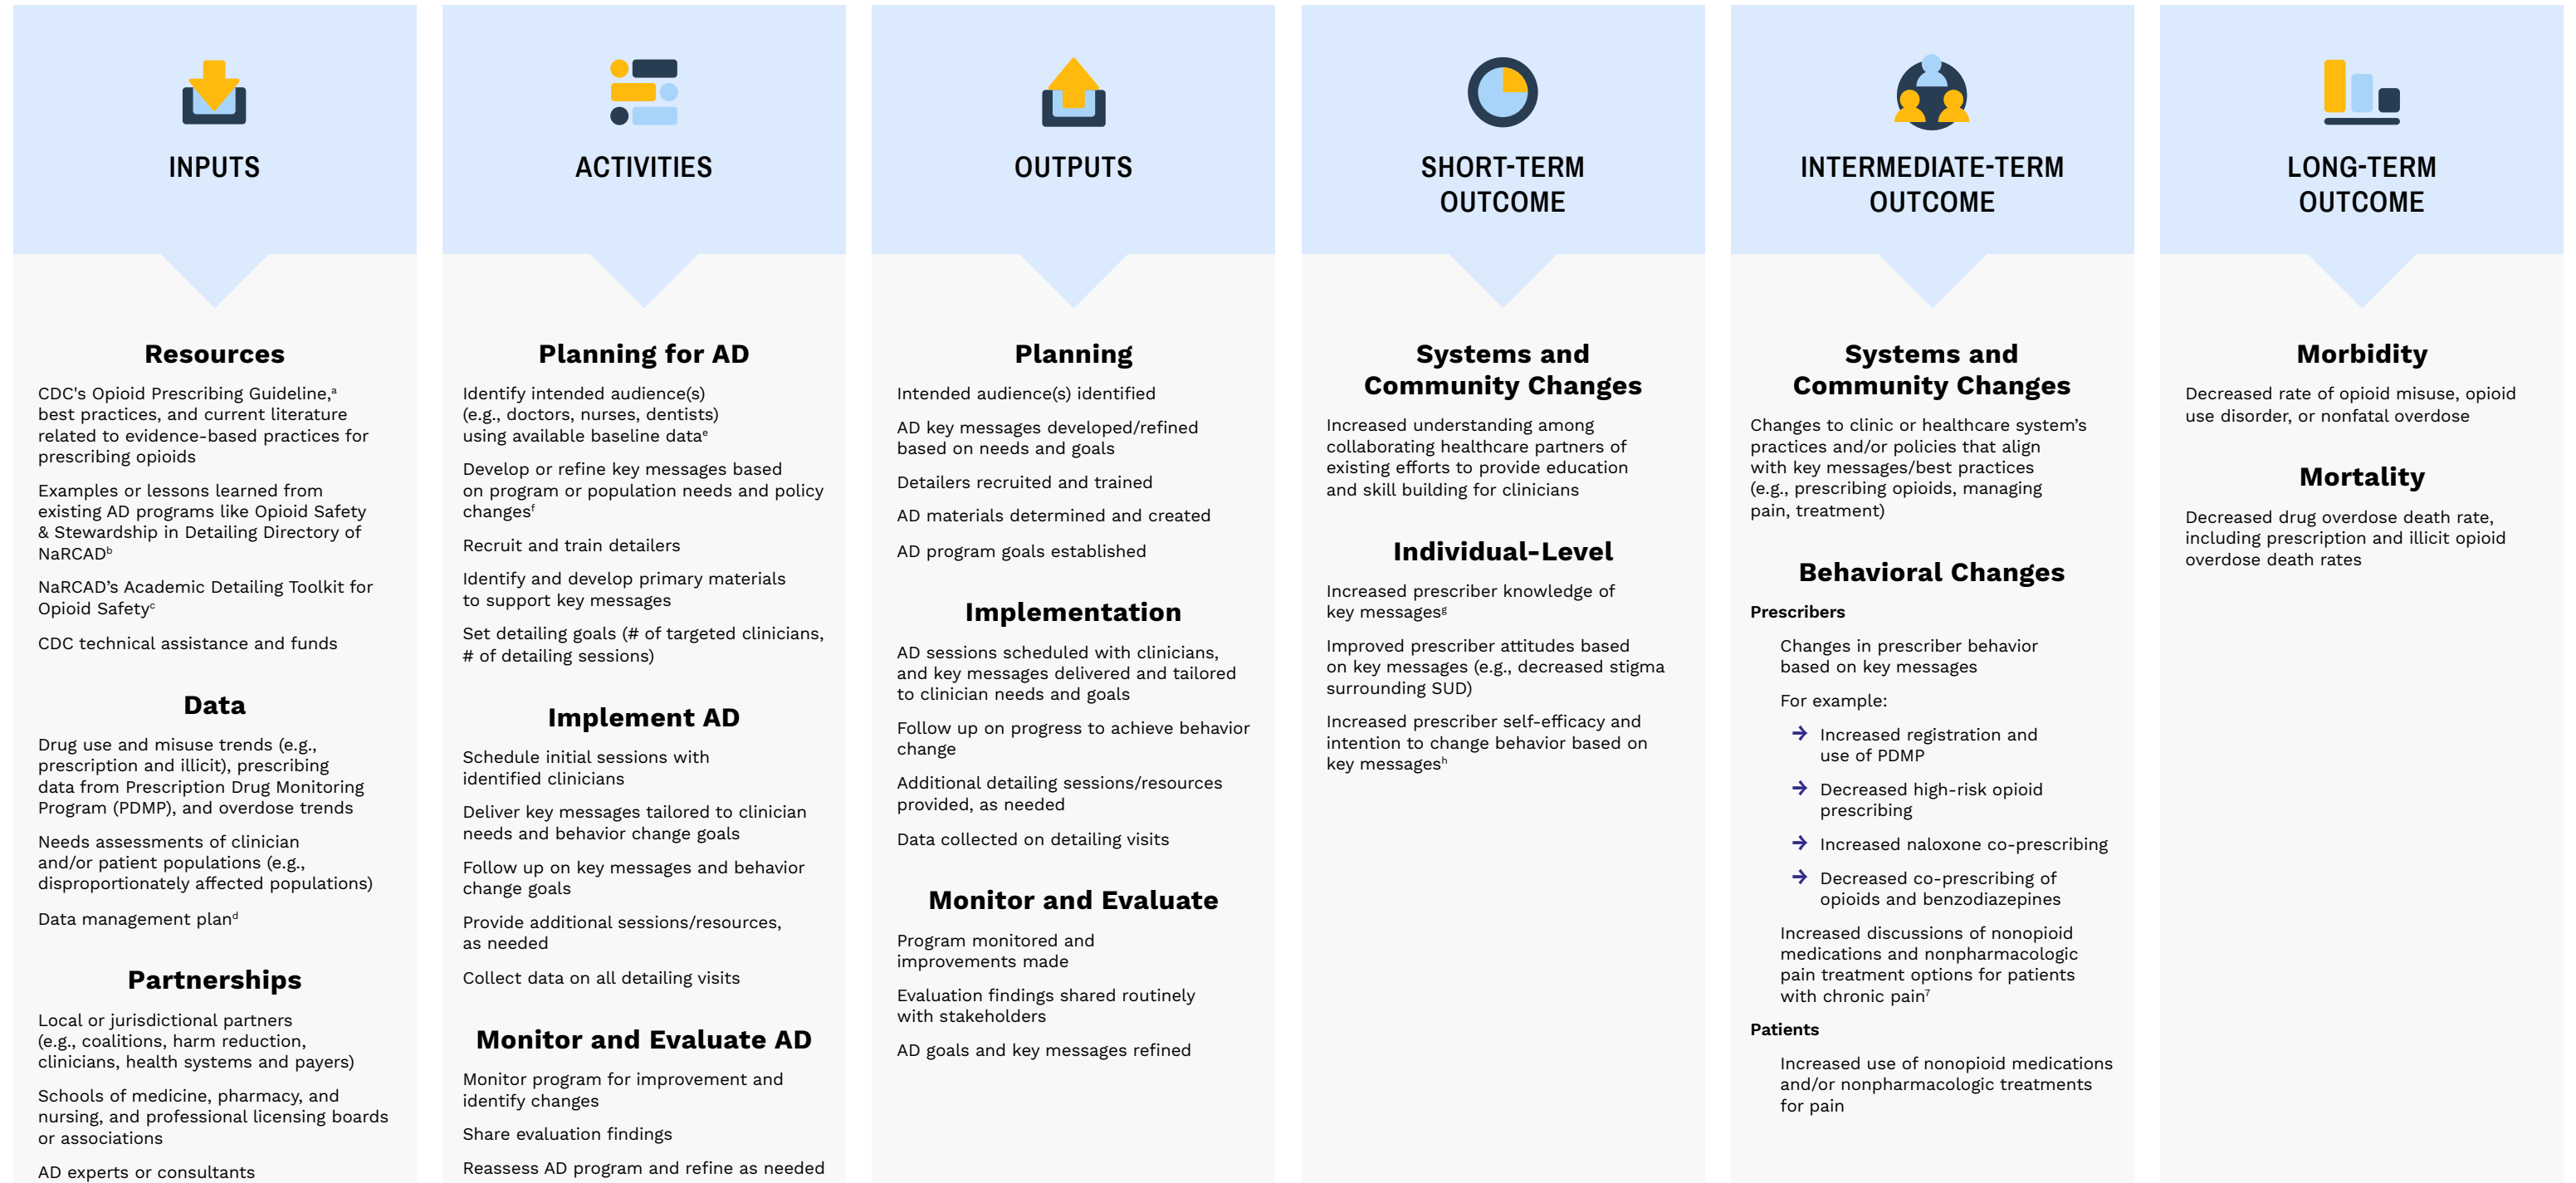 INPUTS
Resources
CDC's Opioid Prescribing Guideline,ᵃ
best practices, and current literature
related to evidence-based practices for
prescribing opioids
Examples or lessons learned from
existing AD programs like Opioid Safety
& Stewardship in Detailing Directory of
NaRCADᵇ
NaRCAD’s Academic Detailing Toolkit for
Opioid Safetyᶜ
CDC technical assistance and funds
Data
Drug use and misuse trends (e.g.,
prescription and illicit), prescribing
data from Prescription Drug Monitoring
Program (PDMP), and overdose trends
Needs assessments of clinician
and/or patient populations (e.g.,
disproportionately affected populations)
Data management planᵈ
Partnerships
Local or jurisdictional partners
(e.g., coalitions, harm reduction,
clinicians, health systems and payers)
Schools of medicine, pharmacy, and
nursing, and professional licensing boards
or associations
AD experts or consultants
ACTIVITIES
Planning for AD
Identify intended audience(s)
(e.g., doctors, nurses, dentists)
using available baseline dataᵉ
Develop or refine key messages based
on program or population needs and policy
changesᶠ
Recruit and train detailers
Identify and develop primary materials
to support key messages
Set detailing goals (# of targeted clinicians,
# of detailing sessions)
Implement AD
Schedule initial sessions with
identified clinicians
Deliver key messages tailored to clinician
needs and behavior change goals
Follow up on key messages and behavior
change goals
Provide additional sessions/resources,
as needed
Collect data on all detailing visits
Monitor and Evaluate AD
Monitor program for improvement and
identify changes
Share evaluation findings
Reassess AD program and refine as needed
OUTPUTS
Planning
Intended audience(s) identified
AD key messages developed/refined
based on needs and goals
Detailers recruited and trained
AD materials determined and created
AD program goals established
Implementation
AD sessions scheduled with clinicians,
and key messages delivered and tailored
to clinician needs and goals
Follow up on progress to achieve behavior
change
Additional detailing sessions/resources
provided, as needed
Data collected on detailing visits
Monitor and Evaluate
Program monitored and
improvements made
Evaluation findings shared routinely
with stakeholders
AD goals and key messages refined
SHORT-TERM
OUTCOME
Systems and
Community Changes
Increased understanding among
collaborating healthcare partners of
existing efforts to provide education
and skill building for clinicians
Individual-Level
Increased prescriber knowledge of
key messagesᵍ
Improved prescriber attitudes based
on key messages (e.g., decreased stigma
surrounding SUD)
Increased prescriber self-efficacy and
intention to change behavior based on
key messagesʰ
INTERMEDIATE-TERM
OUTCOME
Systems and
Community Changes
Changes to clinic or healthcare system’s
practices and/or policies that align
with key messages/best practices
(e.g., prescribing opioids, managing
pain, treatment)
Behavioral Changes
Prescribers
Changes in prescriber behavior
based on key messages
For example:
→ Increased registration and
use of PDMP
→ Decreased high-risk opioid
prescribing
→ Increased naloxone co-prescribing
→ Decreased co-prescribing of
opioids and benzodiazepines
Increased discussions of nonopioid
medications and nonpharmacologic
pain treatment options for patients
with chronic pain⁷
Patients
Increased use of nonopioid medications
and/or nonpharmacologic treatments
for pain
LONG-TERM
OUTCOME
Morbidity
Decreased rate of opioid misuse, opioid
use disorder, or nonfatal overdose
Mortality
Decreased drug overdose death rate,
including prescription and illicit opioid
overdose death rates